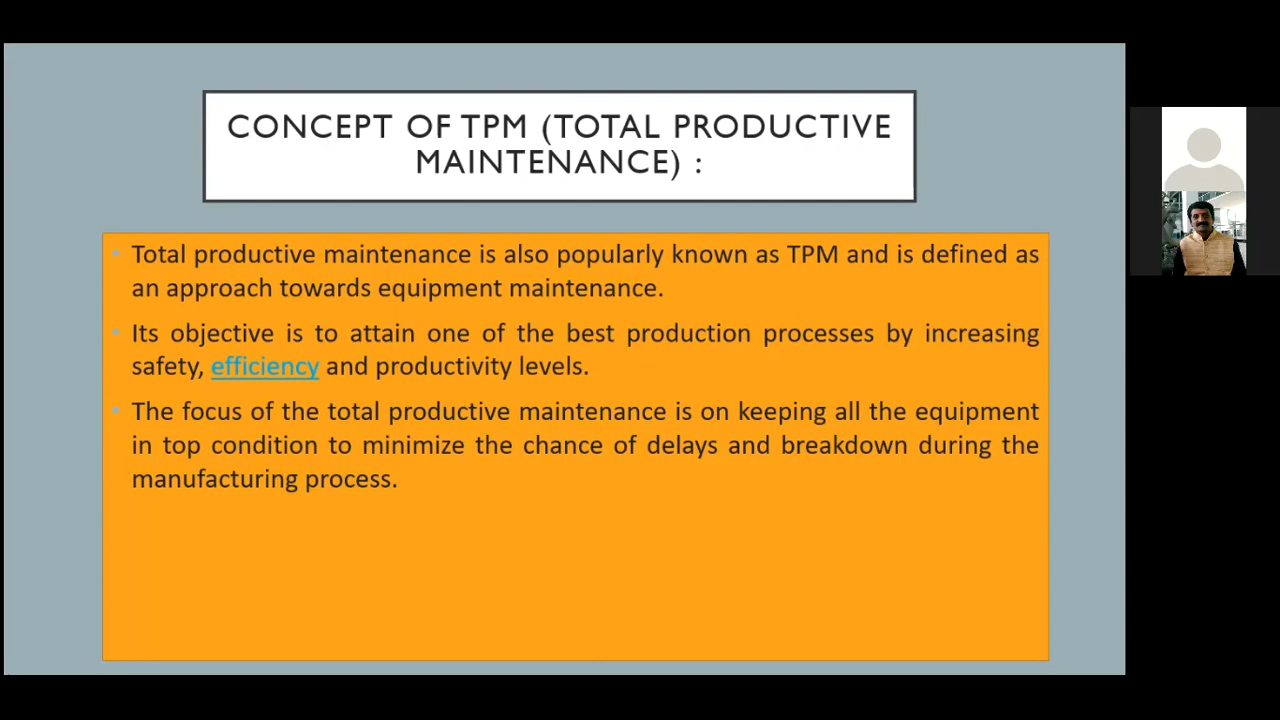 CONCEPT OF TPM (TOTAL PRODUCTIVE
MAINTENANCE) :
• Total productive maintenance is also popularly known as TPM and is defined as
an approach towards equipment maintenance.
• Its objective is to attain one of the best production processes by increasing
safety, efficiency and productivity levels.
• The focus of the total productive maintenance is on keeping all the equipment
in top condition to minimize the chance of delays and breakdown during the
manufacturing process.